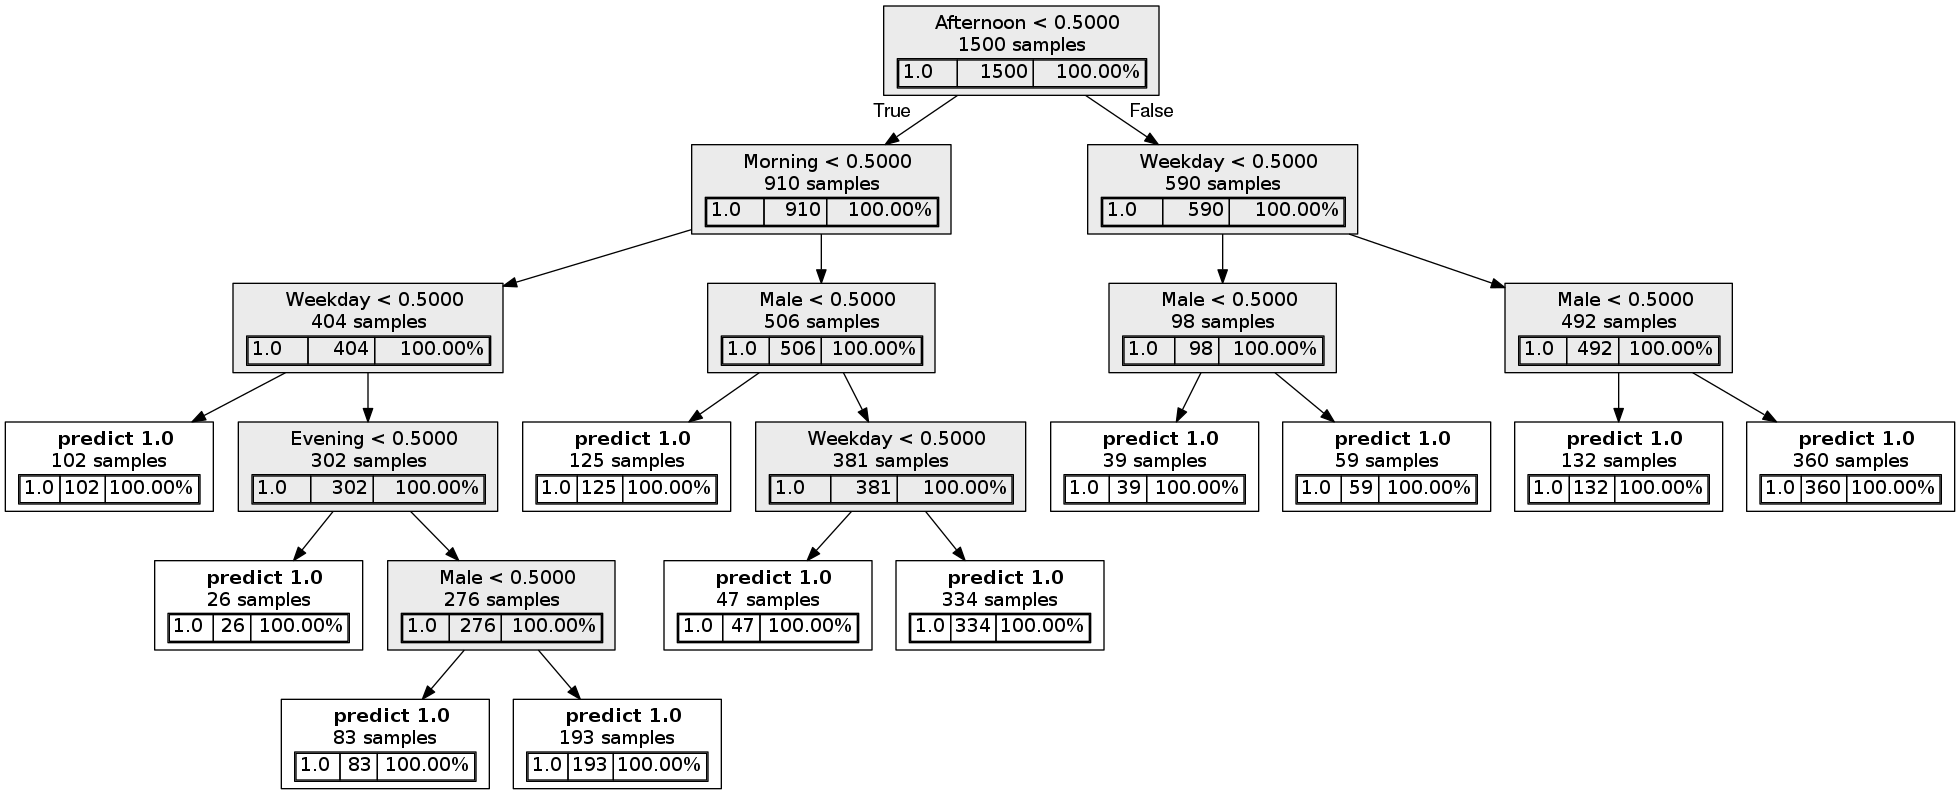 Afternoon < 0.5000
1500 samples
1.0 1500 100.00%
True
False
Morning < 0.5000
910 samples
1.0 910 100.00%
Weekday < 0.5000
590 samples
1.0 590 100.00%
Weekday < 0.5000
404 samples
1.0 404 100.00%
Male < 0.5000
506 samples
1.0 506 100.00%
Male < 0.5000
98 samples
1.0 98 100.00%
Male < 0.5000
492 samples
1.0 492 100.00%
predict 1.0
102 samples
1.0 102 100.00%
Evening < 0.5000
302 samples
1.0 302 100.00%
predict 1.0
125 samples
1.0 125 100.00%
Weekday < 0.5000
381 samples
1.0 381 100.00%
predict 1.0
39 samples
1.0 39 100.00%
predict 1.0
59 samples
1.0 59 100.00%
predict 1.0
132 samples
1.0 132 100.00%
predict 1.0
360 samples
1.0 360 100.00%
predict 1.0
26 samples
1.0 26 100.00%
Male < 0.5000
276 samples
1.0 276 100.00%
predict 1.0
47 samples
1.0 47 100.00%
predict 1.0
334 samples
1.0 334 100.00%
predict 1.0
83 samples
1.0 83 100.00%
predict 1.0
193 samples
1.0 193 100.00%